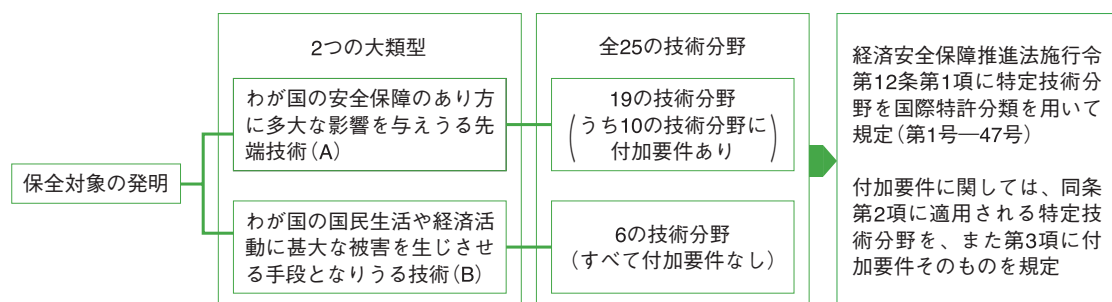 2つの大類型
全25の技術分野
わが国の安全保障のあり方
に多大な影響を与えうる先
端技術(A)
19の技術分野
(うち10の技術分野に
付加要件あり)
保全対象の発明
わが国の国民生活や経済活
動に甚大な被害を生じさせ
る手段となりうる技術(B)
6の技術分野
(すべて付加要件なし)
経済安全保障推進法施行令
第12条第1項に特定技術分
野を国際特許分類を用いて
規定(第1号―47号)
付加要件に関しては、同条
第2項に適用される特定技
術分野を、また第3項に付
加要件そのものを規定